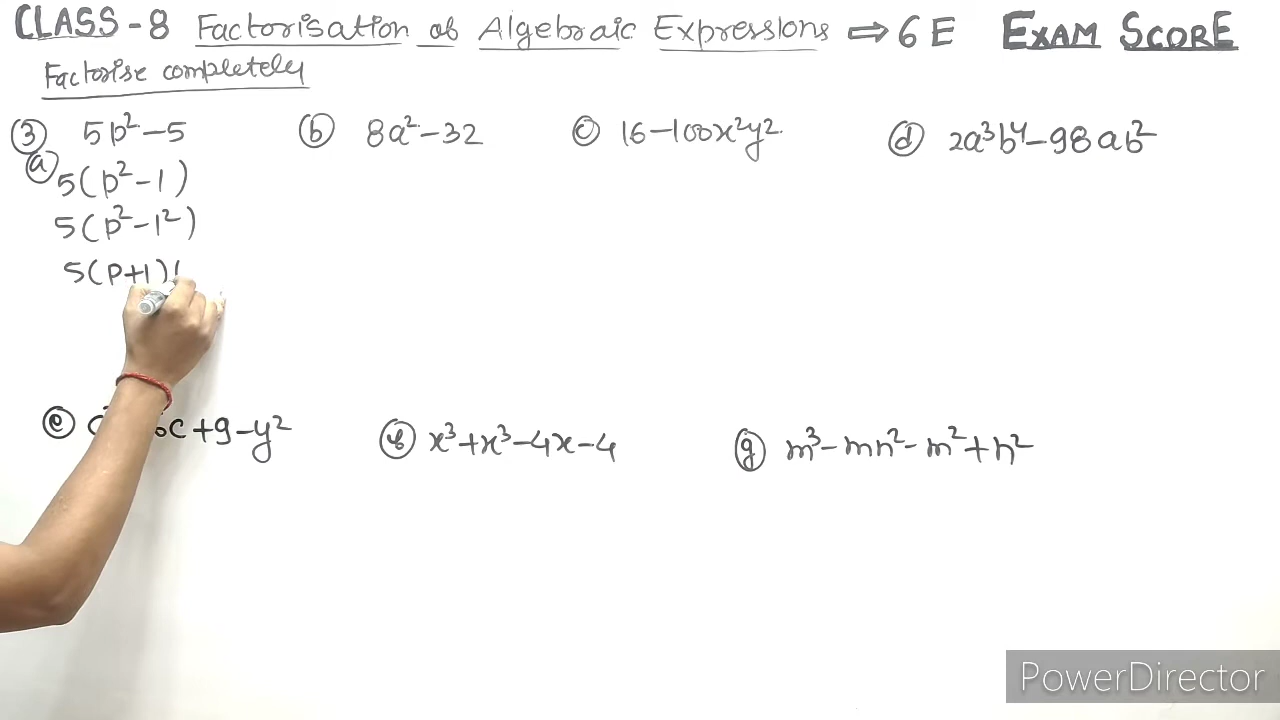 CLASS-8 Factorisation of Algebraic Expressions ⇒ 6E EXAM SCORE
Factorise completely
③ 5p²-5 ⓑ 8a²-32 ⓒ 16-100x²y² ⓓ 2a³b⁴-98ab²
ⓐ 5(p²-1)
5(p²-1²)
5(p+1)(
ⓔ c +9-y² ⓕ x³+x³-4x-4 ⓖ m³-mn²-m²+n²
PowerDirector